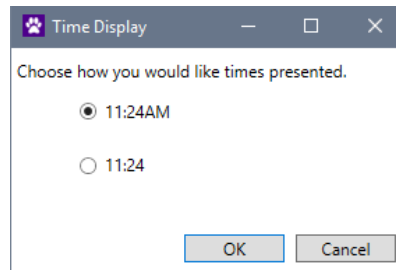 Time Display
Choose how you would like times presented.
11:24AM
11:24
OK Cancel